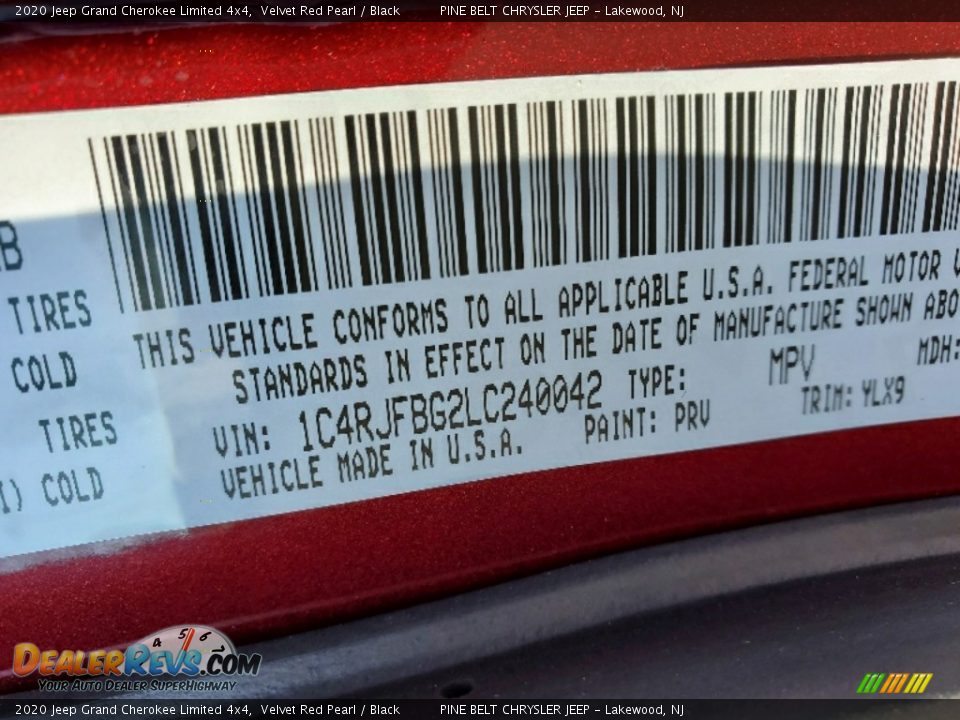 2020 Jeep Grand Cherokee Limited 4x4, Velvet Red Pearl / Black PINE BELT CHRYSLER JEEP - Lakewood, NJ
TIRES
COLD
TIRES
COLD
THIS VEHICLE CONFORMS TO ALL APPLICABLE U.S.A. FEDERAL MOTOR V
STANDARDS IN EFFECT ON THE DATE OF MANUFACTURE SHOWN ABO
VIN: 1C4RJFBG2LC240042 TYPE: MPV MDH:
VEHICLE MADE IN U.S.A. PAINT: PRV TRIM: YLX9
4 5 6
DEALERREVS.COM
YOUR AUTO DEALER SUPERHIGHWAY
2020 Jeep Grand Cherokee Limited 4x4, Velvet Red Pearl / Black PINE BELT CHRYSLER JEEP - Lakewood, NJ